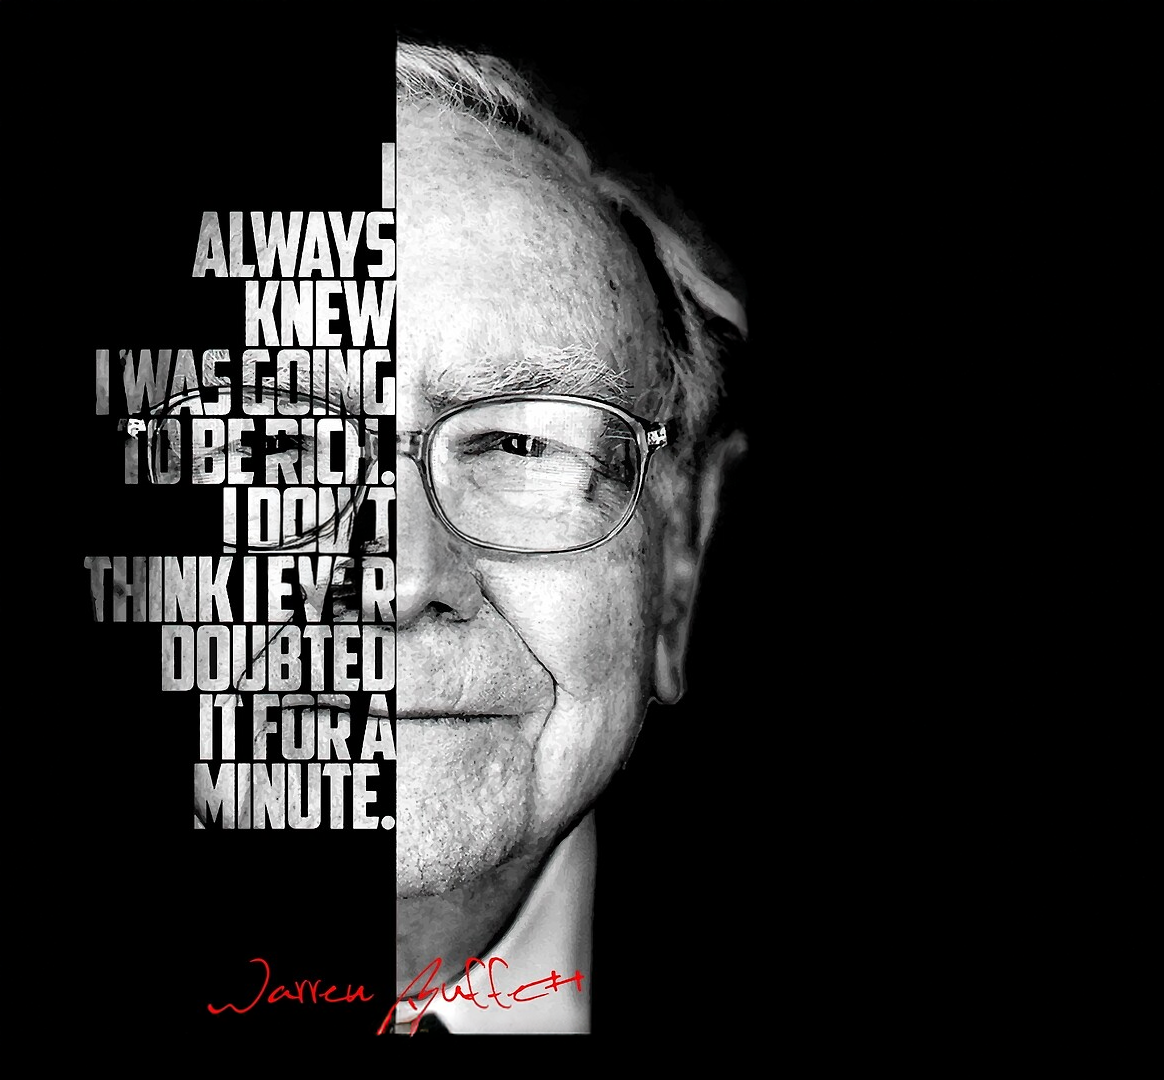 I
ALWAYS
KNEW
I WAS GOING
TO BE RICH.
I DON'T
THINK I EVER
DOUBTED
IT FOR A
MINUTE.
Warren Buffett